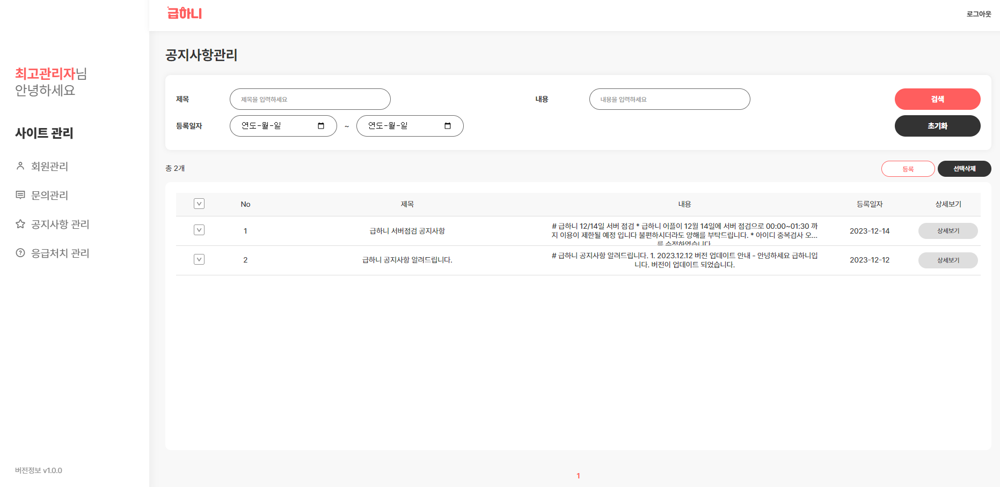 급하니
로그아웃
최고관리자님
안녕하세요
사이트 관리
회원관리
문의관리
공지사항 관리
응급처치 관리
버전정보 v1.0.0
공지사항관리
제목
제목을 입력하세요
내용
내용을 입력하세요
검색
등록일자
연도-월-일
~
연도-월-일
초기화
총 2개
등록
선택삭제
No
제목
내용
등록일자
상세보기
1
급하니 서버점검 공지사항
# 급하니 12/14일 서버 점검 * 급하니 어플이 12월 14일에 서버 점검으로 00:00~01:30 까
지 이용이 제한될 예정 입니다 불편하시더라도 양해를 부탁드립니다. * 아이디 중복검사 오...
를 수정하였습니다
2023-12-14
상세보기
2
급하니 공지사항 알려드립니다.
# 급하니 공지사항 알려드립니다. 1. 2023.12.12 버전 업데이트 안내 - 안녕하세요 급하니입
니다. 버전이 업데이트 되었습니다.
2023-12-12
상세보기
1